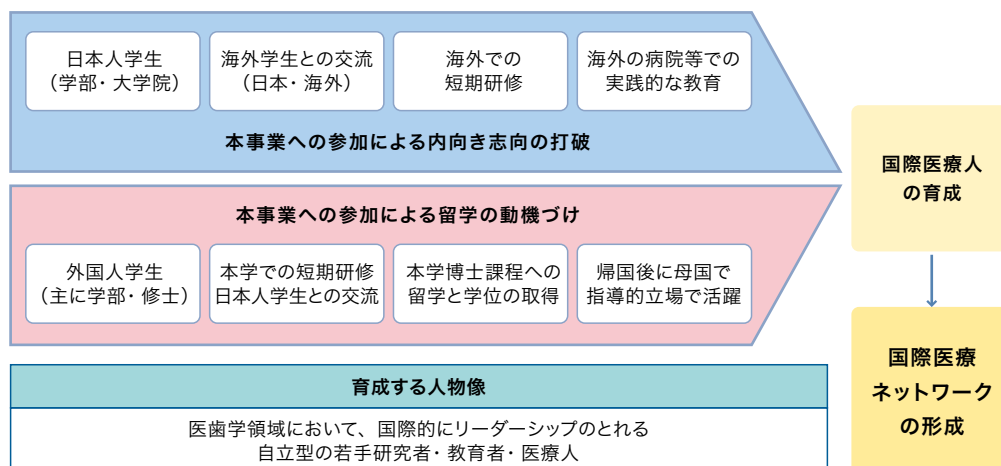 日本人学生
（学部・大学院）
海外学生との交流
（日本・海外）
海外での
短期研修
海外の病院等での
実践的な教育
本事業への参加による内向き志向の打破
本事業への参加による留学の動機づけ
外国人学生
（主に学部・修士）
本学での短期研修
日本人学生との交流
本学博士課程への
留学と学位の取得
帰国後に母国で
指導的立場で活躍
国際医療人
の育成
国際医療
ネットワーク
の形成
育成する人物像
医歯学領域において、国際的にリーダーシップのとれる
自立型の若手研究者・教育者・医療人